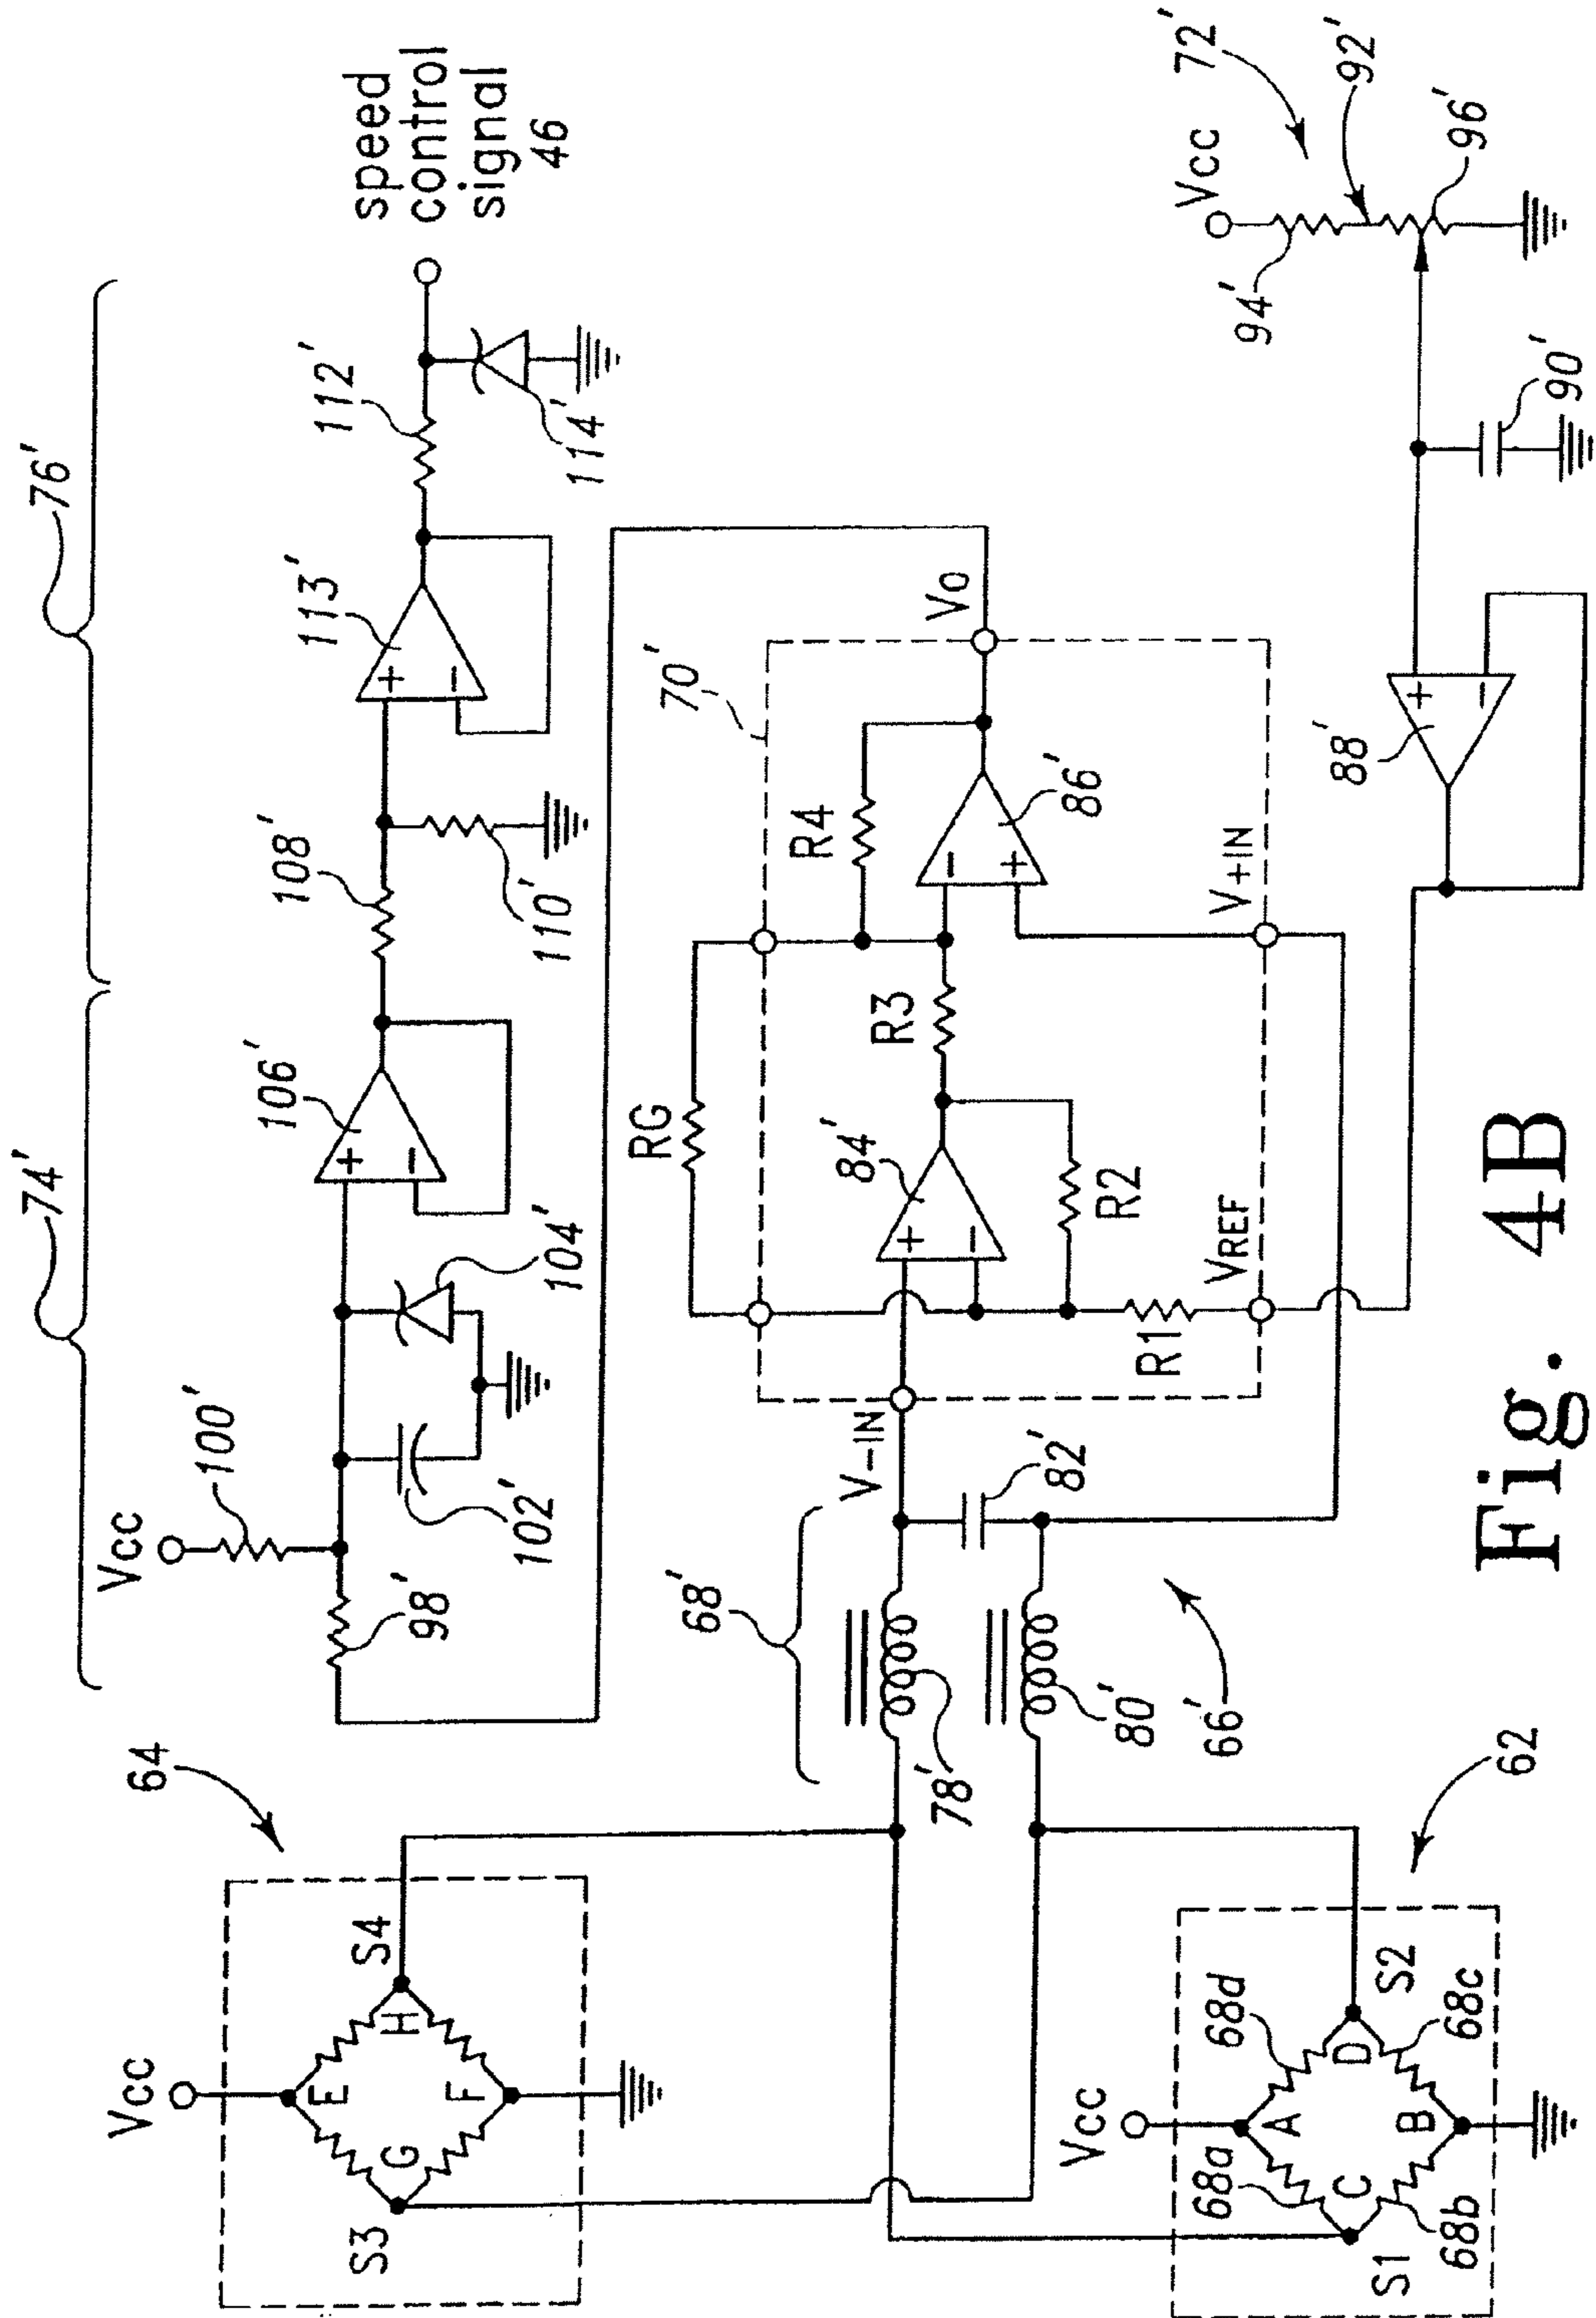 74'
76'
Vcc
100'
98'
102'
104'
106'
108'
110'
113'
112'
114'
speed
control
signal
46
64
Vcc
E
S4
H
F
G
S3
68'
78'
80'
66'
82'
V-IN
RG
70'
84'
R2
R3
R4
86'
Vo
R1
VREF
V+IN
Vcc
68a
68d
A
D
S2
68c
B
C
S1
68b
62
88'
90'
Vcc
72'
94'
92'
96'
Fig. 4B